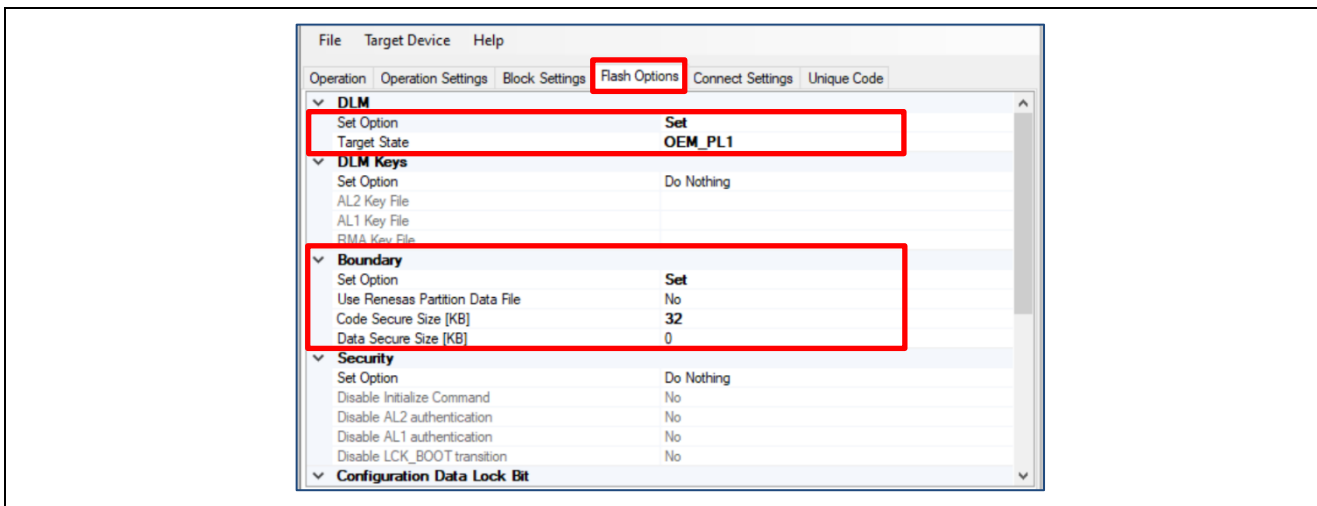 File Target Device Help
Operation Operation Settings Block Settings Flash Options Connect Settings Unique Code
DLM
Set Option Set
Target State OEM_PL1
DLM Keys
Set Option Do Nothing
AL2 Key File
AL1 Key File
RMA Key File
Boundary
Set Option Set
Use Renesas Partition Data File No
Code Secure Size [KB] 32
Data Secure Size [KB] 0
Security
Set Option Do Nothing
Disable Initialize Command No
Disable AL2 authentication No
Disable AL1 authentication No
Disable LCK_BOOT transition No
Configuration Data Lock Bit